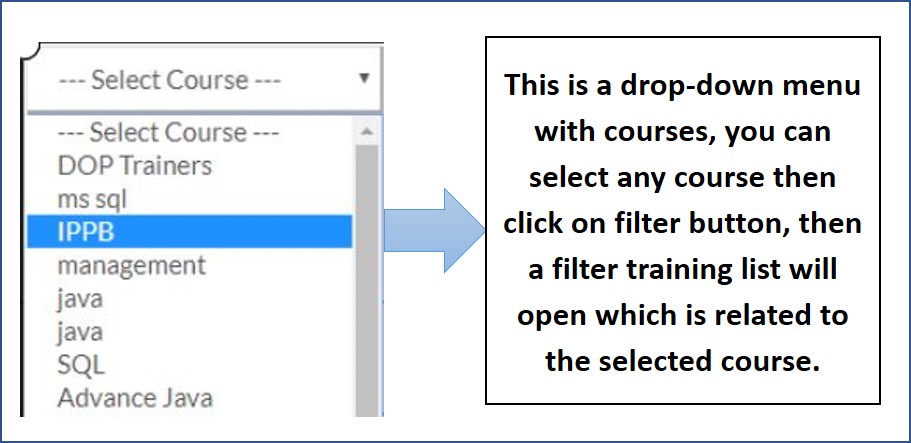 --- Select Course ---
--- Select Course ---
DOP Trainers
ms sql
IPPB
management
java
java
SQL
Advance Java
This is a drop-down menu
with courses, you can
select any course then
click on filter button, then
a filter training list will
open which is related to
the selected course.